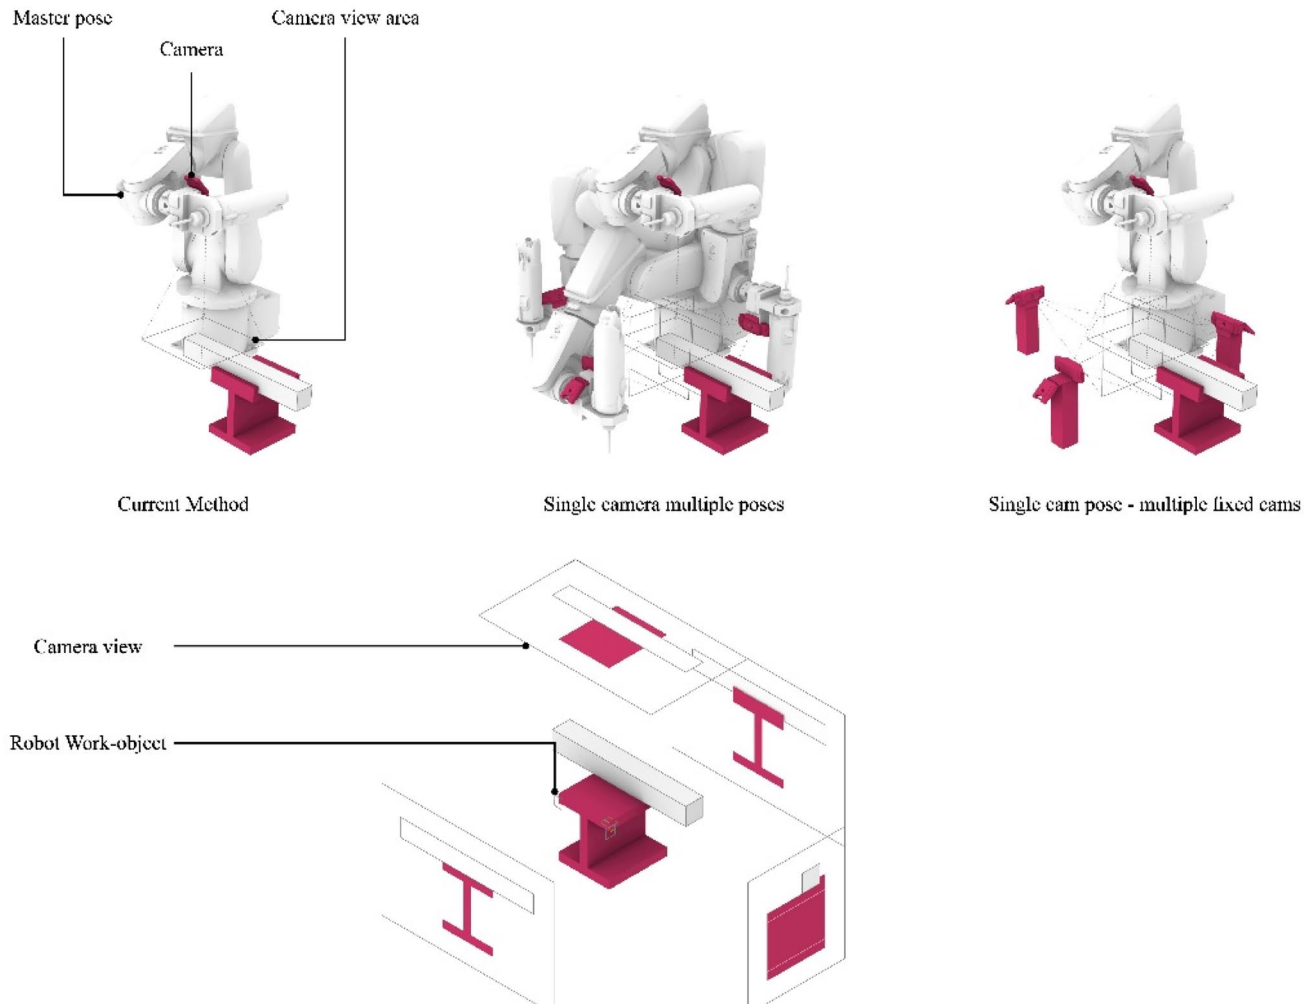 Master pose
Camera view area
Camera
Current Method
Single camera multiple poses
Single cam pose - multiple fixed cams
Camera view
Robot Work-object